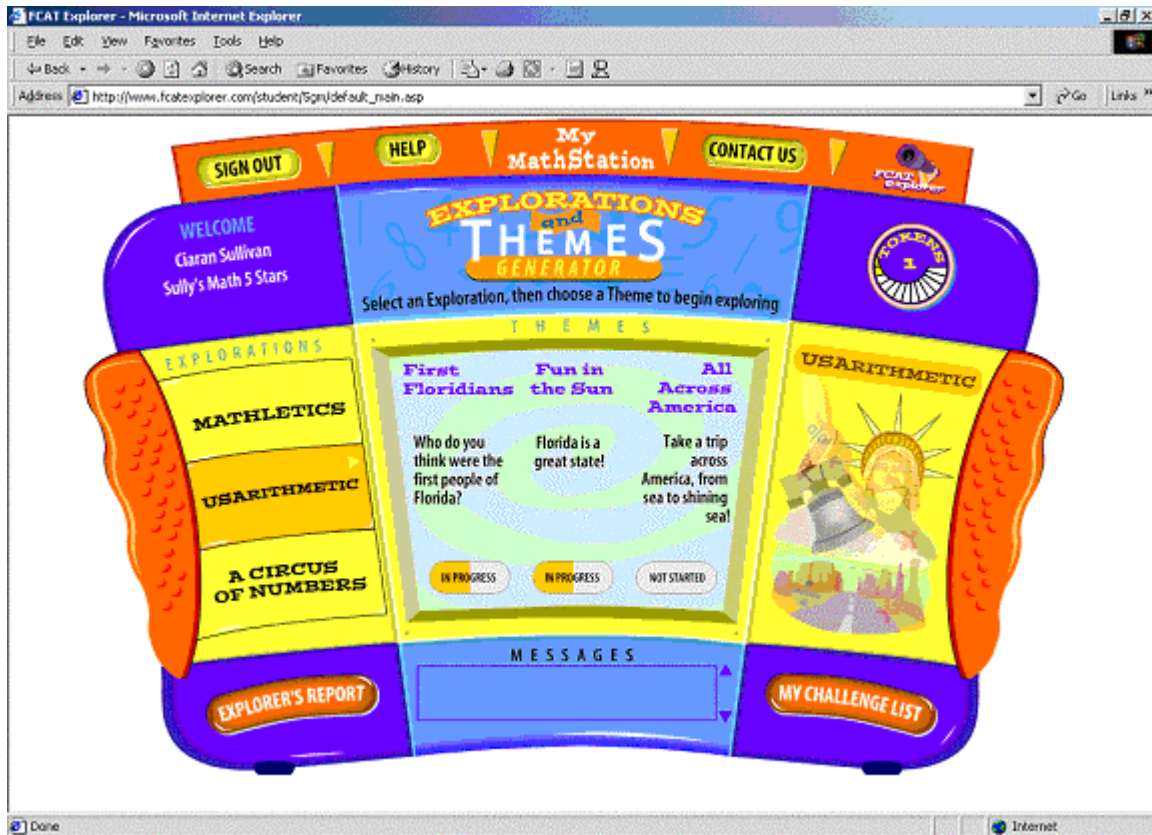 FCAT Explorer - Microsoft Internet Explorer
File Edit View Favorites Tools Help
Back Search Favorites History
Address http://www.fcatexplorer.com/student/5gm/default_main.asp Go Links »
SIGN OUT
HELP
My
MathStation
CONTACT US
FCAT
explorer
WELCOME
Ciaran Sullivan
Sully's Math 5 Stars
EXPLORATIONS
and
THEMES
GENERATOR
Select an Exploration, then choose a Theme to begin exploring
TOKENS
1
EXPLORATIONS
MATHLETICS
USARITHMETIC
A CIRCUS
OF NUMBERS
THEMES
First
Floridians
Who do you
think were the
first people of
Florida?
IN PROGRESS
Fun in
the Sun
Florida is a
great state!
IN PROGRESS
All
Across
America
Take a trip
across
America, from
sea to shining
sea!
NOT STARTED
USARITHMETIC
EXPLORER'S REPORT
MESSAGES
MY CHALLENGE LIST
Done
Internet